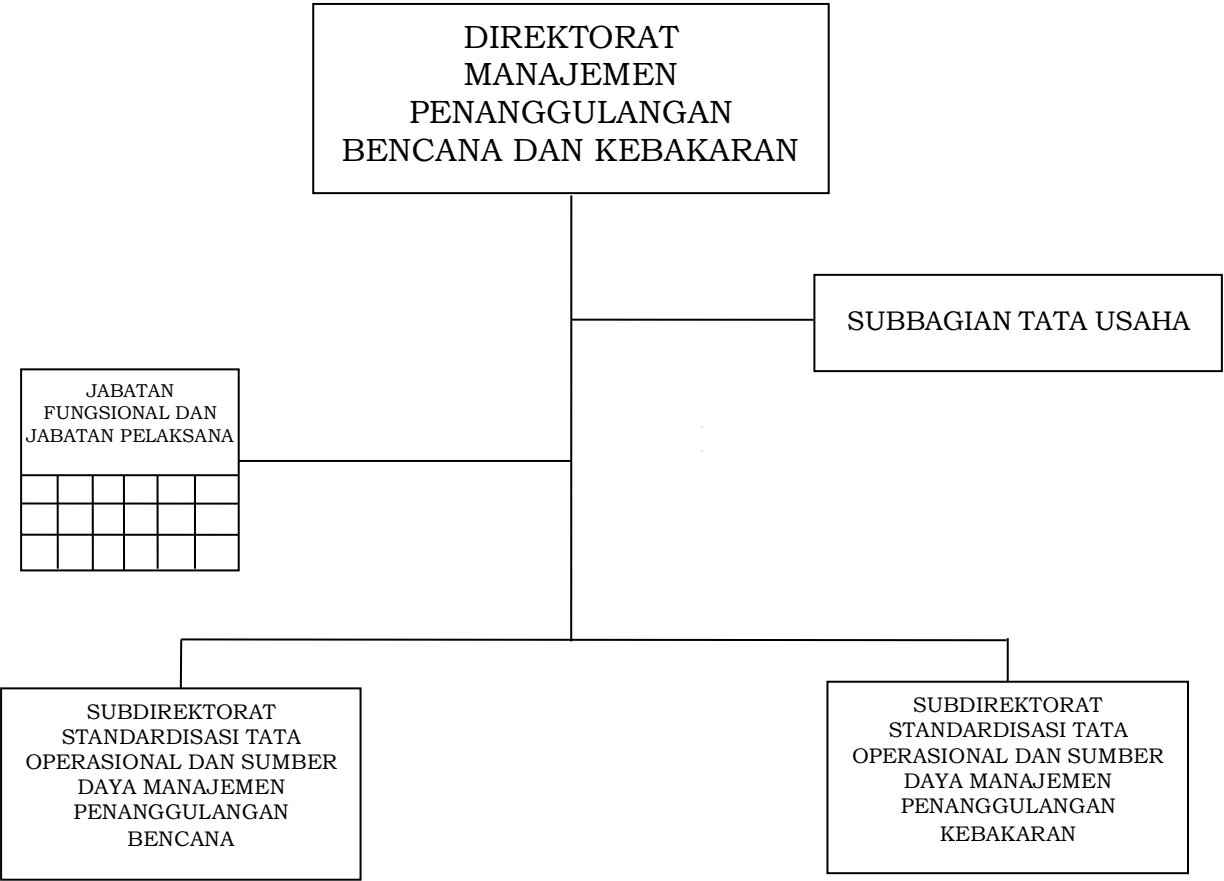 DIREKTORAT
MANAJEMEN
PENANGGULANGAN
BENCANA DAN KEBAKARAN
SUBBAGIAN TATA USAHA
JABATAN
FUNGSIONAL DAN
JABATAN PELAKSANA
SUBDIREKTORAT
STANDARDISASI TATA
OPERASIONAL DAN SUMBER
DAYA MANAJEMEN
PENANGGULANGAN
BENCANA
SUBDIREKTORAT
STANDARDISASI TATA
OPERASIONAL DAN SUMBER
DAYA MANAJEMEN
PENANGGULANGAN
KEBAKARAN